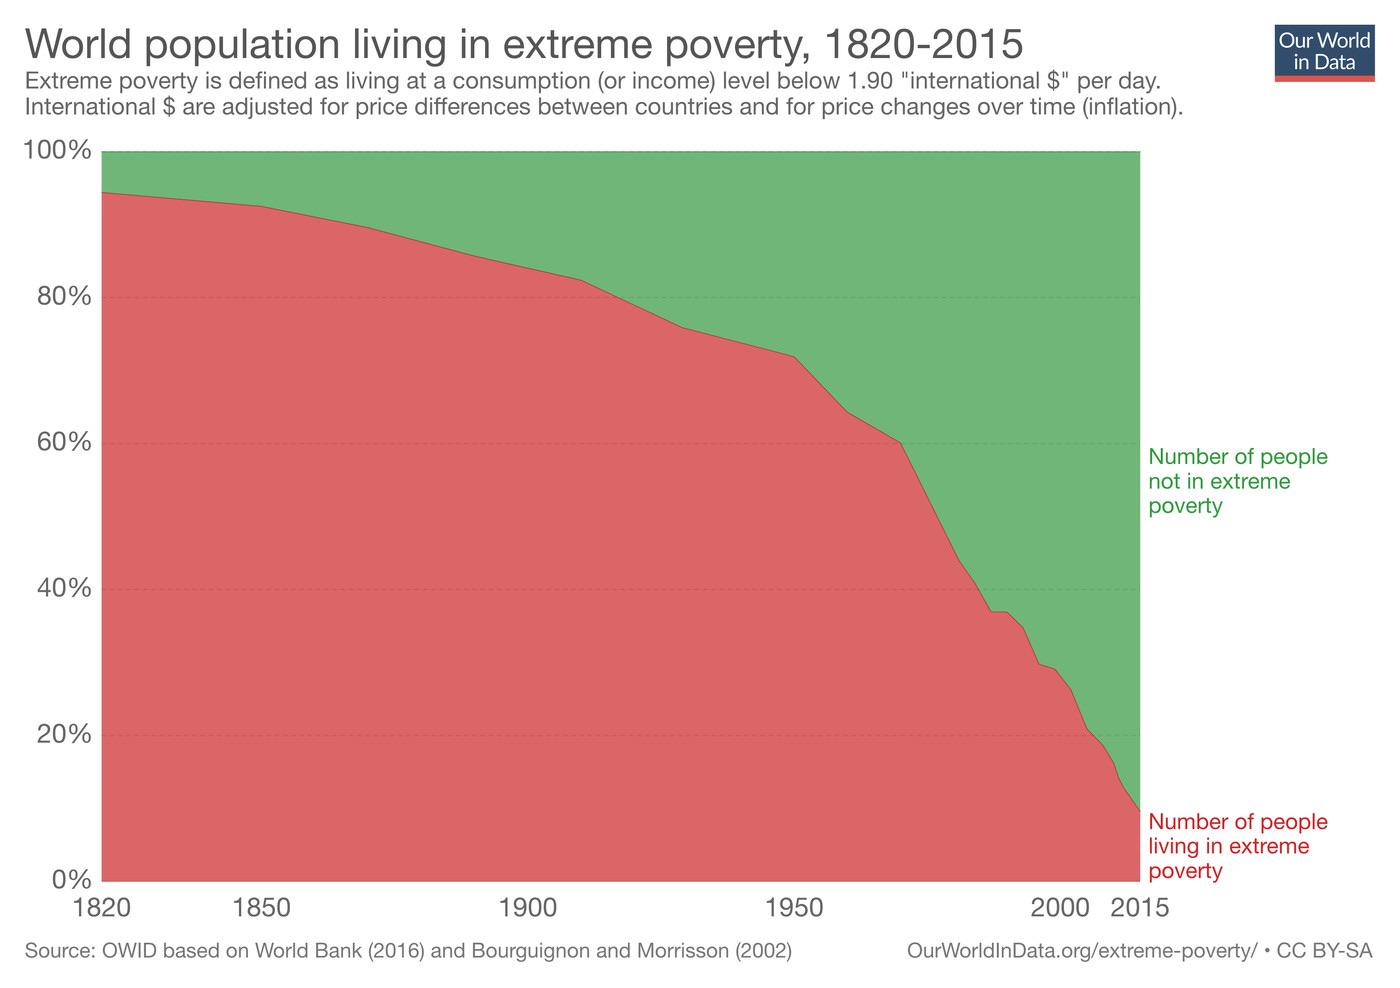 World population living in extreme poverty, 1820-2015
Our World
in Data
Extreme poverty is defined as living at a consumption (or income) level below 1.90 "international $" per day.
International $ are adjusted for price differences between countries and for price changes over time (inflation).
100%
80%
60%
40%
20%
0%
Number of people
not in extreme
poverty
Number of people
living in extreme
poverty
1820
1850
1900
1950
2000
2015
Source: OWID based on World Bank (2016) and Bourguignon and Morrisson (2002)
OurWorldInData.org/extreme-poverty/ • CC BY-SA